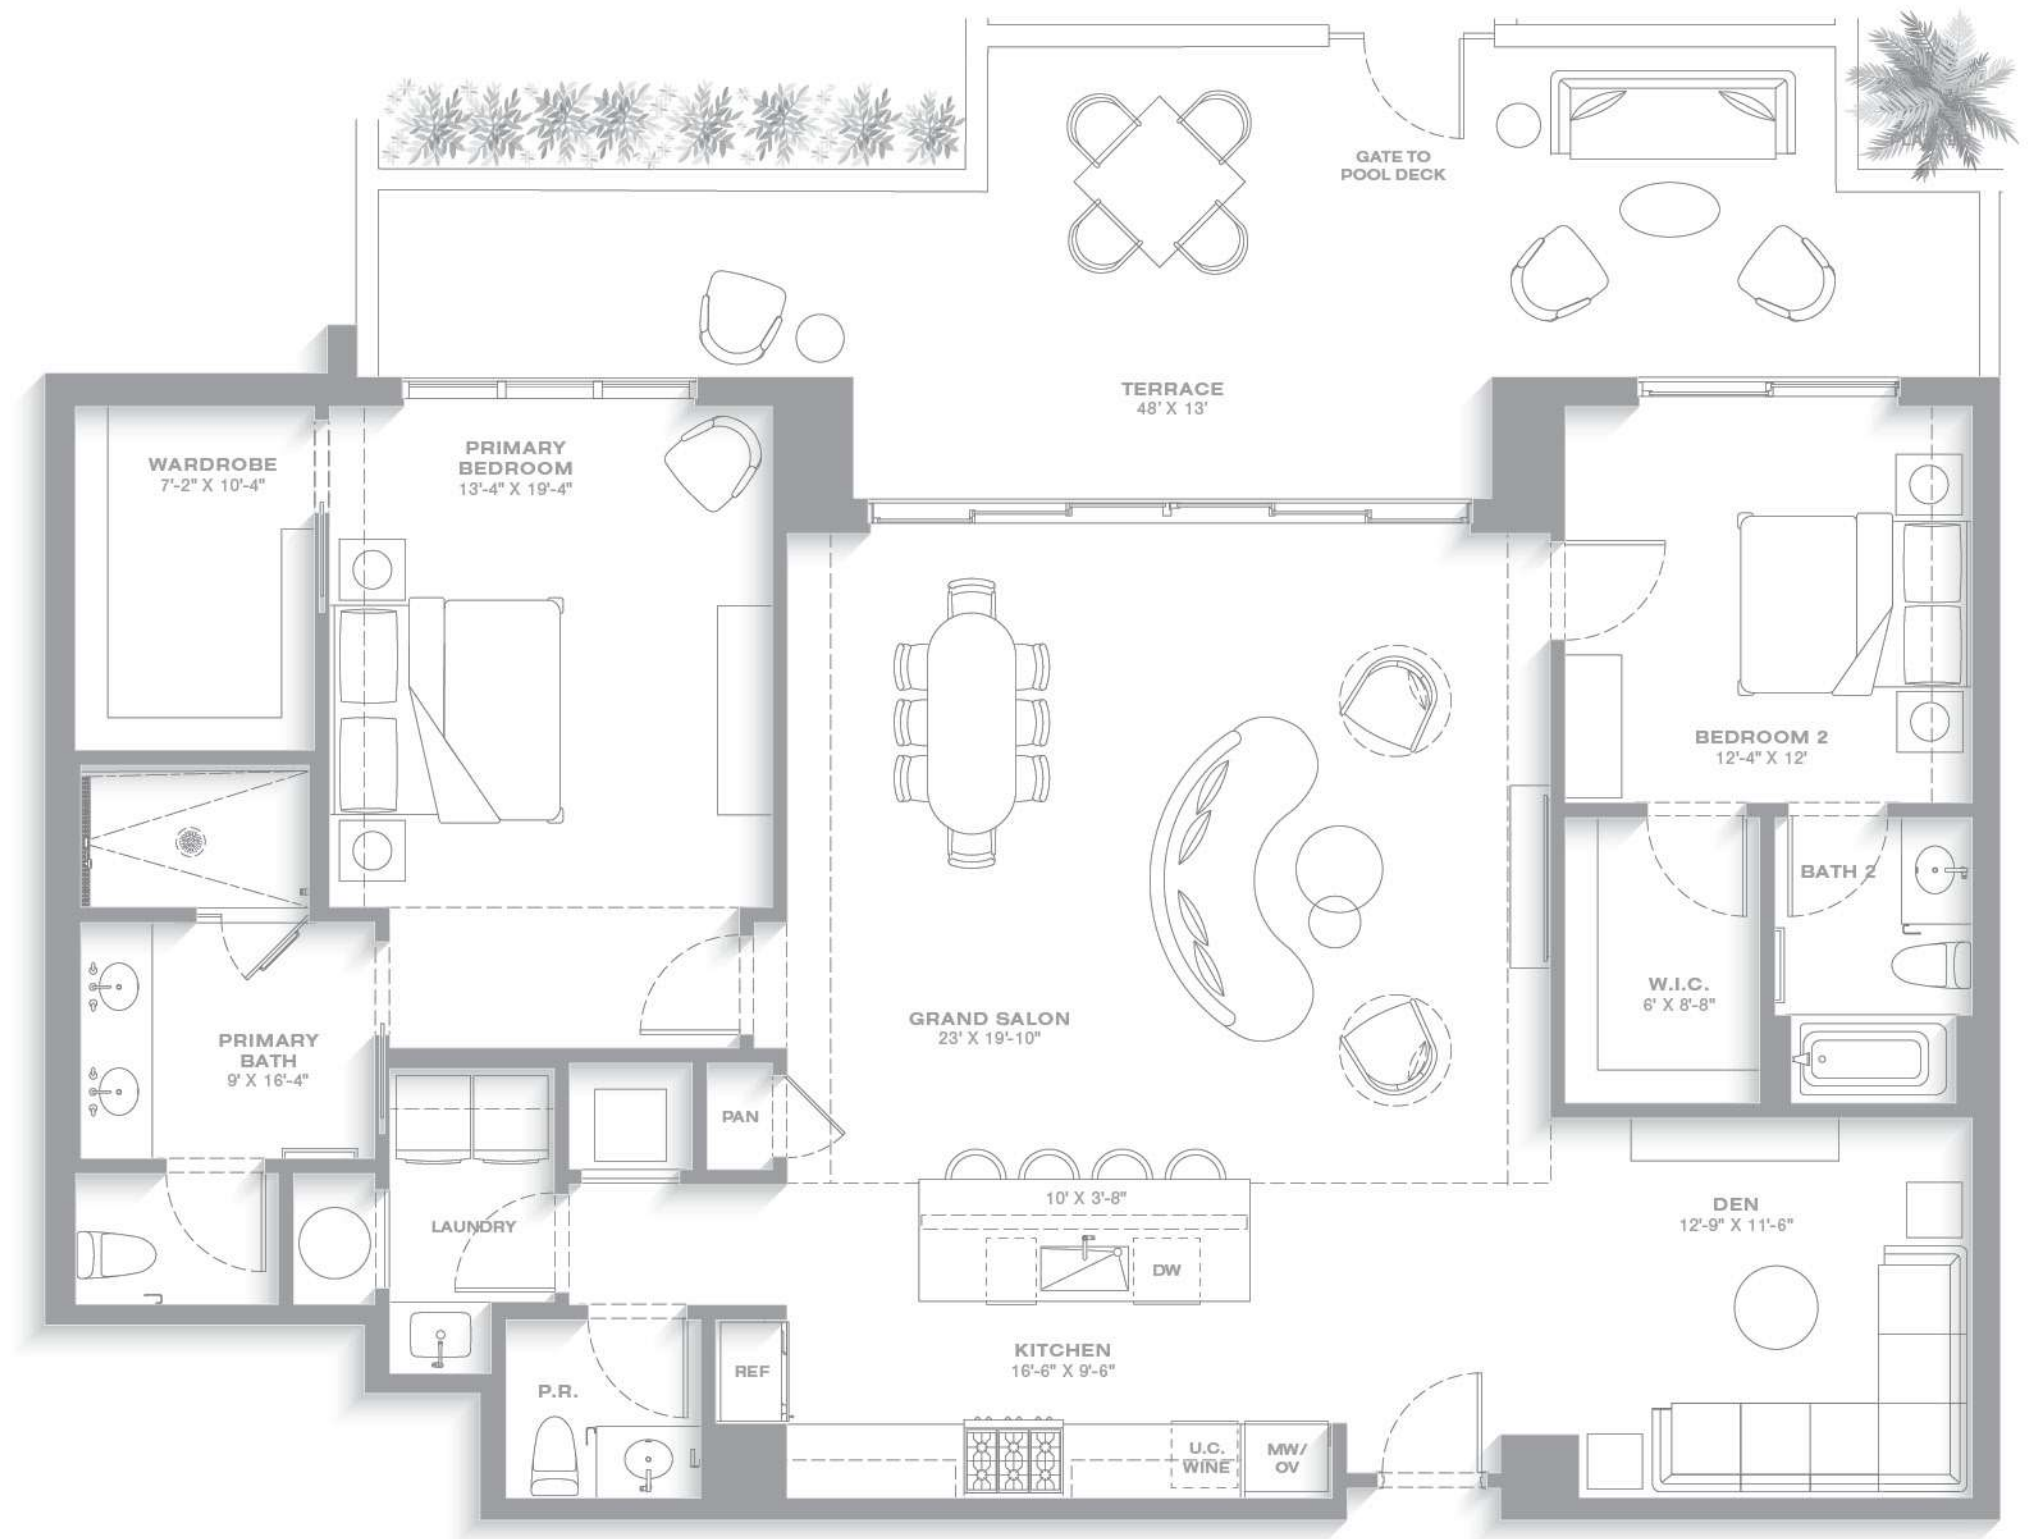 GATE TO
POOL DECK
TERRACE
48' X 13'
WARDROBE
7'-2" X 10'-4"
PRIMARY
BEDROOM
13'-4" X 19'-4"
BEDROOM 2
12'-4" X 12'
BATH 2
W.I.C.
6' X 8'-8"
GRAND SALON
23' X 19'-10"
PRIMARY
BATH
9' X 16'-4"
PAN
LAUNDRY
10' X 3'-8"
DW
DEN
12'-9" X 11'-6"
KITCHEN
16'-6" X 9'-6"
REF
P.R.
U.C.
WINE
MW/
OV